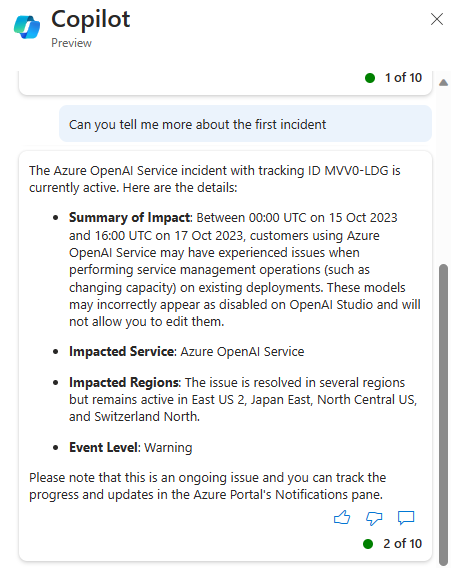 Copilot
Preview
1 of 10
Can you tell me more about the first incident
The Azure OpenAI Service incident with tracking ID MVV0-LDG is
currently active. Here are the details:
• Summary of Impact: Between 00:00 UTC on 15 Oct 2023
and 16:00 UTC on 17 Oct 2023, customers using Azure
OpenAI Service may have experienced issues when
performing service management operations (such as
changing capacity) on existing deployments. These models
may incorrectly appear as disabled on OpenAI Studio and will
not allow you to edit them.
• Impacted Service: Azure OpenAI Service
• Impacted Regions: The issue is resolved in several regions
but remains active in East US 2, Japan East, North Central US,
and Switzerland North.
• Event Level: Warning
Please note that this is an ongoing issue and you can track the
progress and updates in the Azure Portal's Notifications pane.
2 of 10